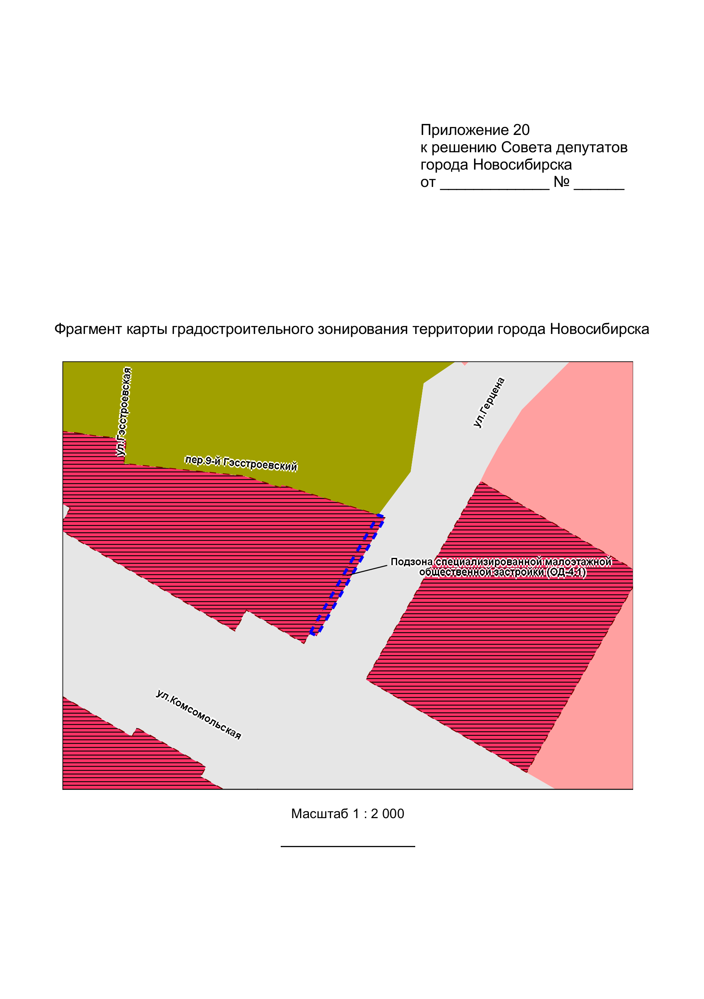 Приложение 20
к решению Совета депутатов
города Новосибирска
от _____________ № ______
Фрагмент карты градостроительного зонирования территории города Новосибирска
ул.Гэсстроевская
ул.Герцена
пер.9-й Гэсстроевский
Подзона специализированной малоэтажной
общественной застройки (ОД-4.1)
ул.Комсомольская
Масштаб 1 : 2 000